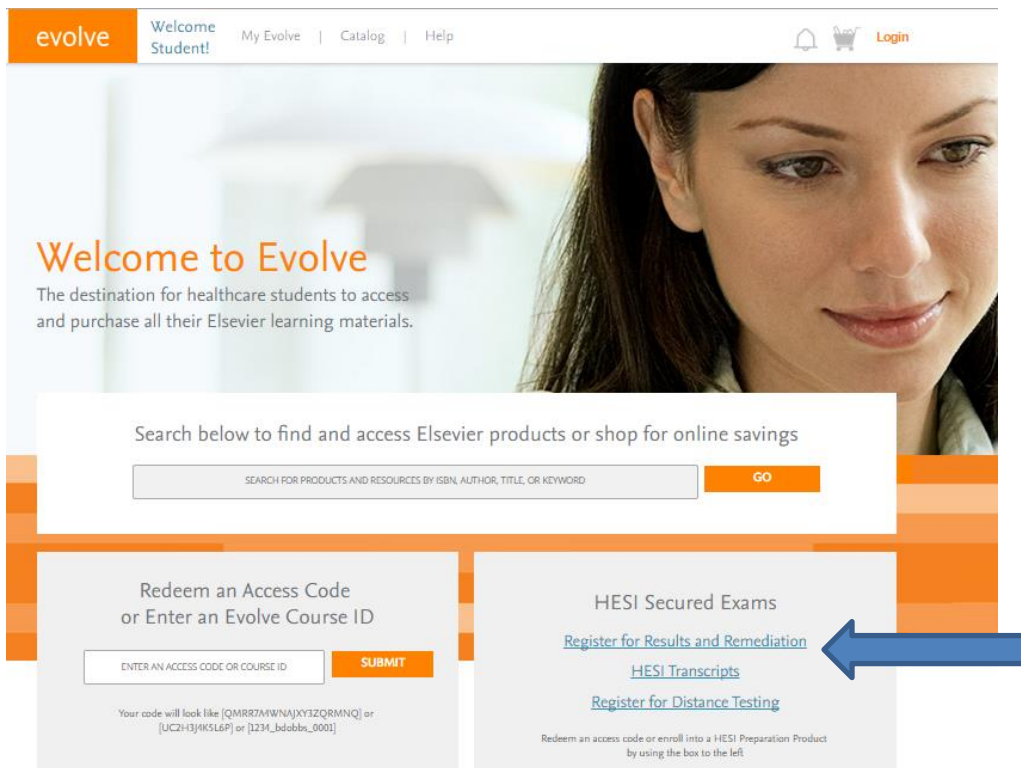 evolve
Welcome
Student!
My Evolve | Catalog | Help
Login
Welcome to Evolve
The destination for healthcare students to access
and purchase all their Elsevier learning materials.
Search below to find and access Elsevier products or shop for online savings
SEARCH FOR PRODUCTS AND RESOURCES BY ISBN, AUTHOR, TITLE, OR KEYWORD
GO
Redeem an Access Code
or Enter an Evolve Course ID
ENTER AN ACCESS CODE OR COURSE ID
SUBMIT
Your code will look like [QMRR7MWNAJXY3ZQRMNQ] or
[UC2H3J4K5L6P] or [1234_bdobbs_0001]
HESI Secured Exams
Register for Results and Remediation
HESI Transcripts
Register for Distance Testing
Redeem an access code or enroll into a HESI Preparation Product
by using the box to the left